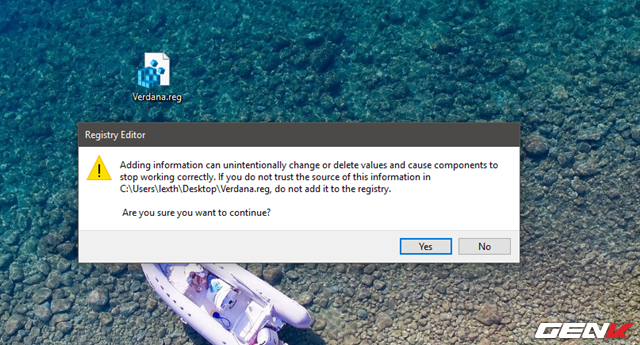 Verdana.reg
Registry Editor
Adding information can unintentionally change or delete values and cause components to
stop working correctly. If you do not trust the source of this information in
C:\Users\lexth\Desktop\Verdana.reg, do not add it to the registry.
Are you sure you want to continue?
Yes
No
GENK